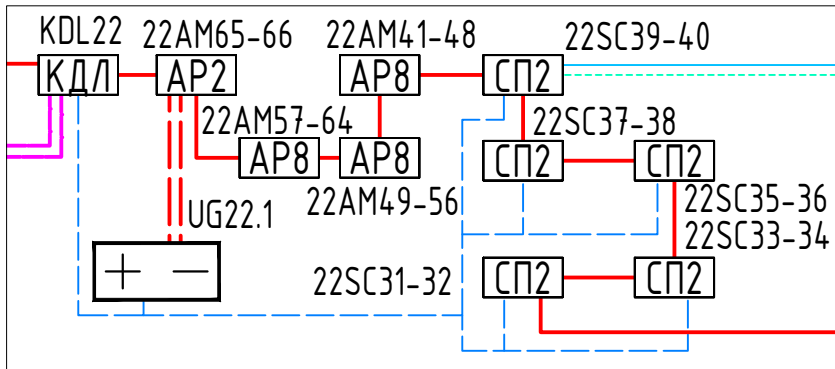 KDL22 22AM65-66 22AM41-48 22SC39-40
КДЛ АР2 АР8 СП2
22AM57-64 22SC37-38
АР8 АР8 СП2 СП2
22AM49-56 22SC35-36
UG22.1 22SC33-34
22SC31-32 СП2 СП2
+ −